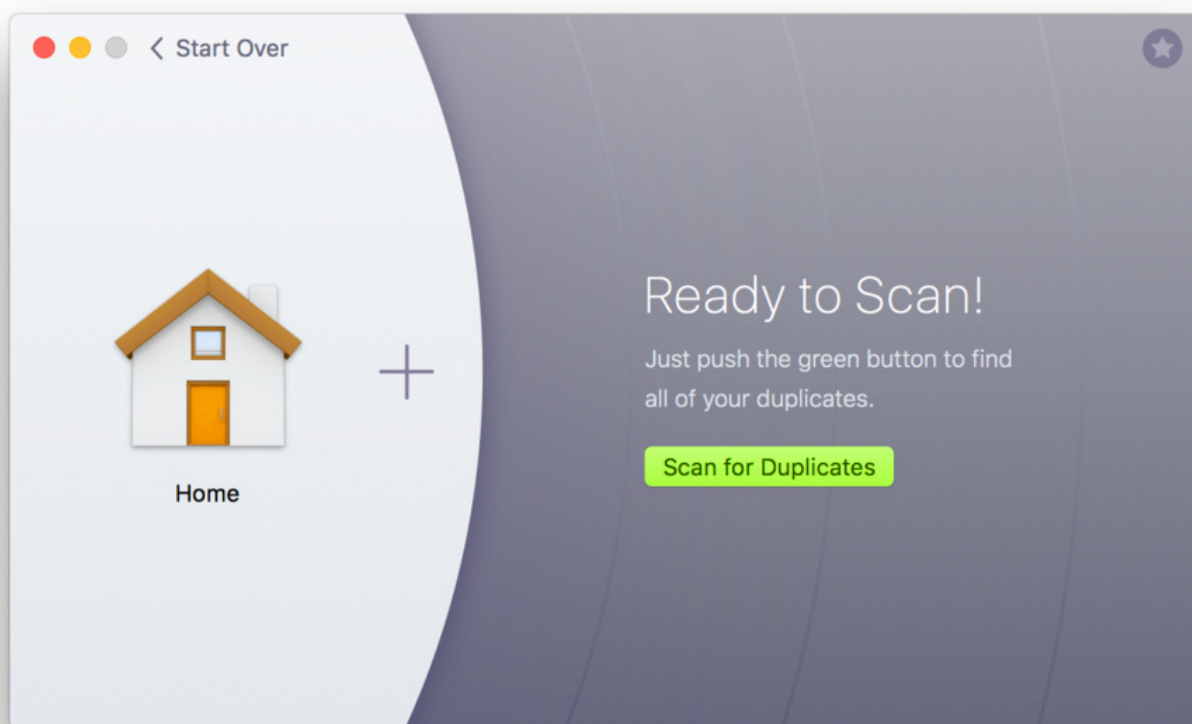 Start Over
Ready to Scan!
Just push the green button to find
all of your duplicates.
Scan for Duplicates
Home